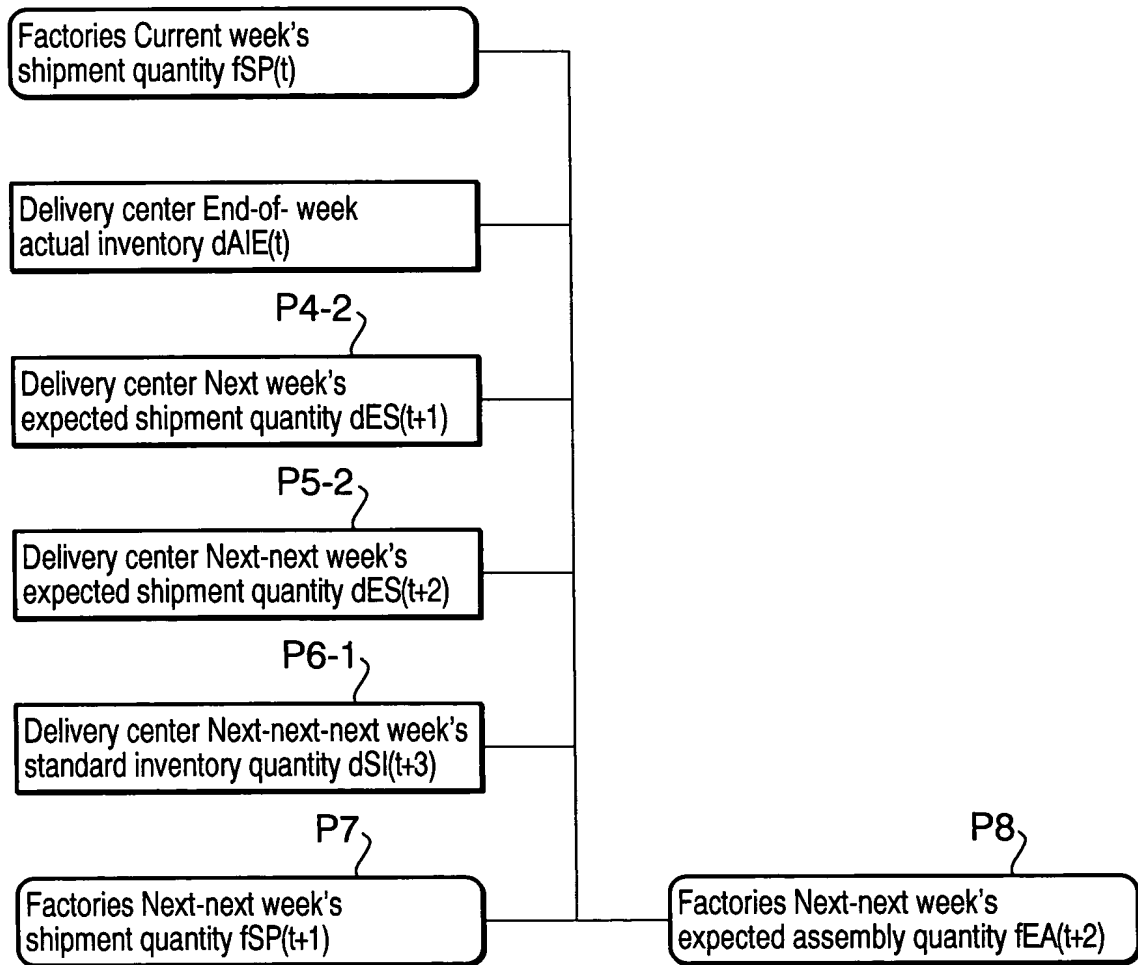 Factories Current week's
shipment quantity fSP(t)
Delivery center End-of- week
actual inventory dAIE(t)
P4-2
Delivery center Next week's
expected shipment quantity dES(t+1)
P5-2
Delivery center Next-next week's
expected shipment quantity dES(t+2)
P6-1
Delivery center Next-next-next week's
standard inventory quantity dSI(t+3)
P7
Factories Next-next week's
shipment quantity fSP(t+1)
P8
Factories Next-next week's
expected assembly quantity fEA(t+2)